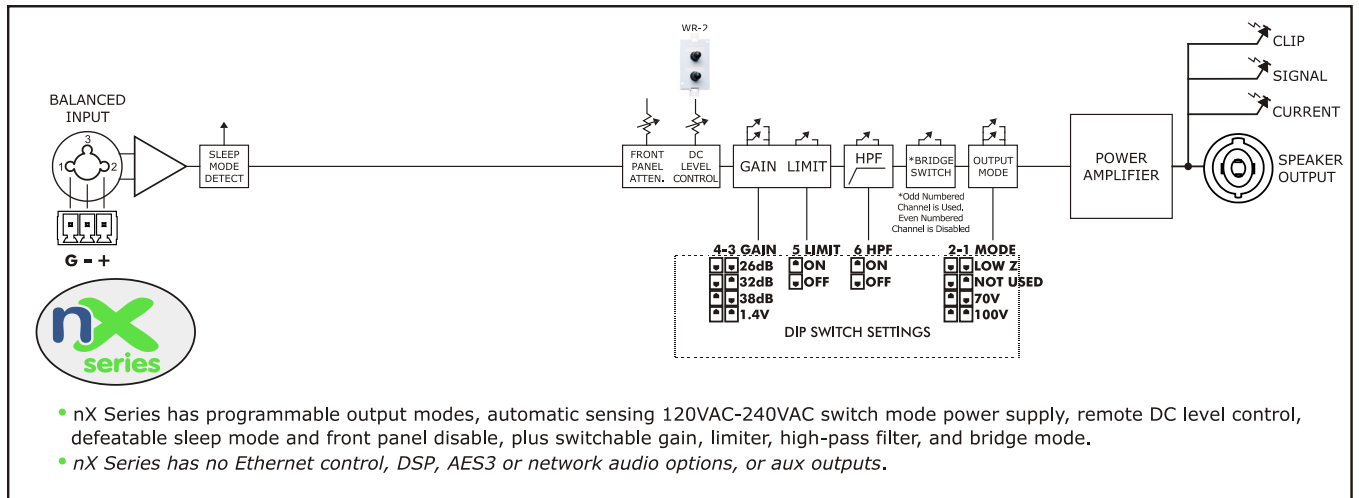 WR-2
CLIP
SIGNAL
CURRENT
BALANCED
INPUT
3
1
2
SLEEP
MODE
DETECT
FRONT
PANEL
ATTEN.
DC
LEVEL
CONTROL
GAIN
LIMIT
HPF
*BRIDGE
SWITCH
OUTPUT
MODE
POWER
AMPLIFIER
SPEAKER
OUTPUT
*Odd Numbered
Channel is Used,
Even Numbered
Channel is Disabled
G - +
4-3 GAIN
26dB
32dB
38dB
1.4V
5 LIMIT
ON
OFF
6 HPF
ON
OFF
2-1 MODE
LOW Z
NOT USED
70V
100V
DIP SWITCH SETTINGS
nX
series
• nX Series has programmable output modes, automatic sensing 120VAC-240VAC switch mode power supply, remote DC level control,
defeatable sleep mode and front panel disable, plus switchable gain, limiter, high-pass filter, and bridge mode.
• nX Series has no Ethernet control, DSP, AES3 or network audio options, or aux outputs.